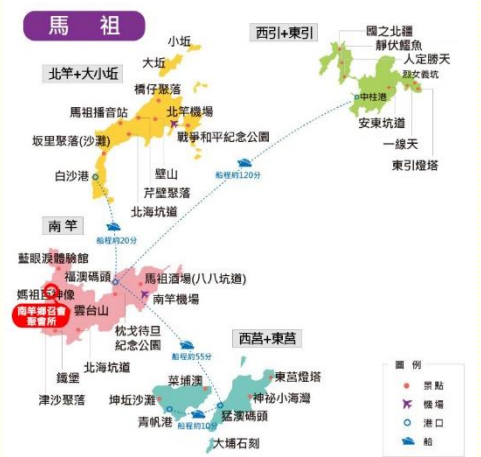 馬祖
小坵
大坵
北竿+大小坵
橋仔聚落
馬祖播音站
北竿機場
坂里聚落(沙灘)
戰爭和平紀念公園
壁山
白沙港
芹壁聚落
北海坑道
船程約20分
西引+東引
國之北疆
靜伏鱷魚
人定勝天
烈女義坑
中柱港
安東坑道
一線天
東引燈塔
船程約120分
南竿
藍眼淚體驗館
福澳碼頭
馬祖酒場(八八坑道)
媽祖巨神像
南竿機場
南竿鄉召會
聚會所
雲台山
枕戈待旦
紀念公園
北海坑道
鐵堡
津沙聚落
船程約55分
西莒+東莒
菜埔澳
東莒燈塔
坤坵沙灘
神祕小海灣
青帆港
猛澳碼頭
船程約10分
大埔石刻
圖例
景點
機場
港口
船